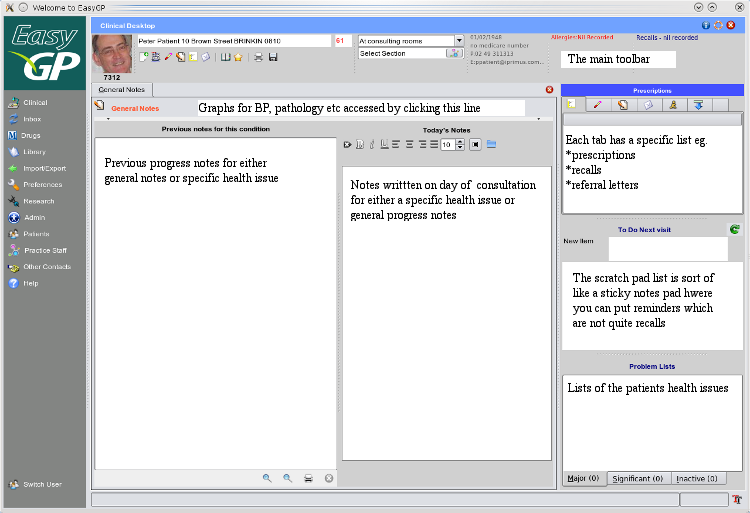 Welcome to EasyGP
Easy
GP
Clinical
Inbox
Drugs
Library
Import/Export
Preferences
Research
Admin
Patients
Practice Staff
Other Contacts
Help
Switch User
Clinical Desktop
Peter Patient 10 Brown Street BRINKIN 0810
61
7312
At consulting rooms
Select Section
01/02/1948
no medicare number
9:02 49 311313
E:ppatient@iprimus.com...
Allergies:Nil Recorded
Recalls - nil recorded
The main toolbar
General Notes
General Notes
Graphs for BP, pathology etc accessed by clicking this line
Previous notes for this condition
Previous progress notes for either
general notes or specific health issue
Today's Notes
10
Notes writtten on day of consultation
for either a specific health issue or
general progress notes
Prescriptions
Each tab has a specific list eg.
*prescriptions
*recalls
*referral letters
To Do Next visit
New Item
The scratch pad list is sort of
like a sticky notes pad hwere
you can put reminders which
are not quite recalls
Problem Lists
Lists of the patients health issues
Major (0)
Significant (0)
Inactive (0)